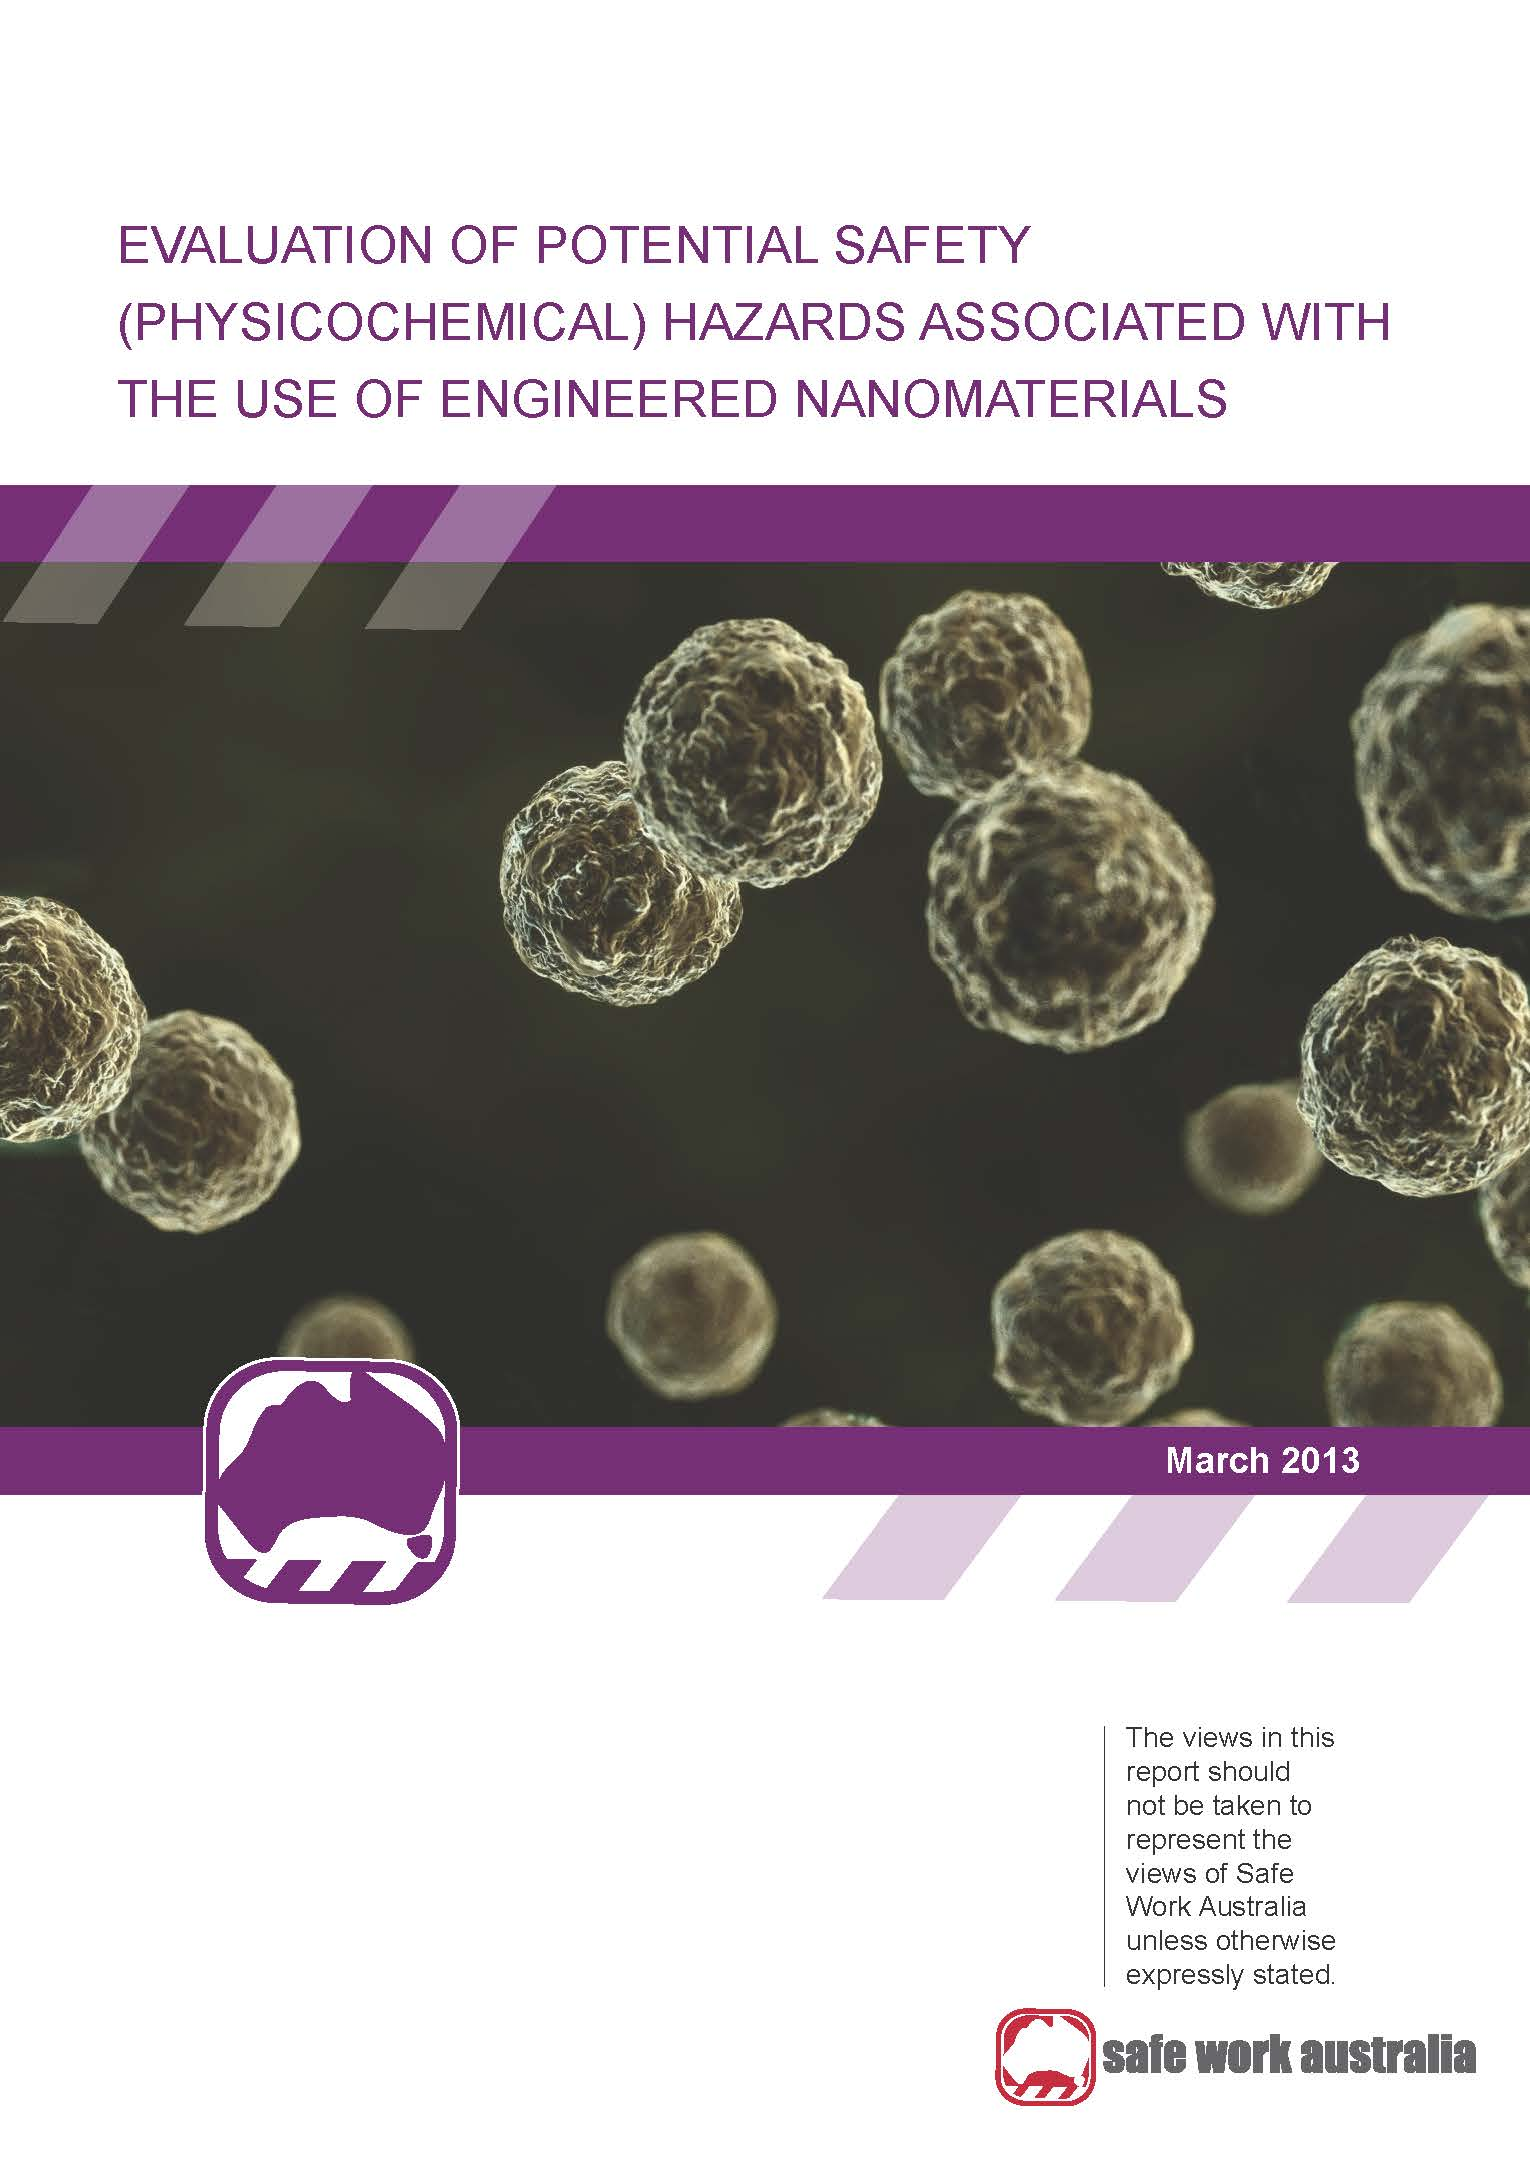 EVALUATION OF POTENTIAL SAFETY
(PHYSICOCHEMICAL) HAZARDS ASSOCIATED WITH
THE USE OF ENGINEERED NANOMATERIALS
March 2013
The views in this
report should
not be taken to
represent the
views of Safe
Work Australia
unless otherwise
expressly stated.
safe work australia